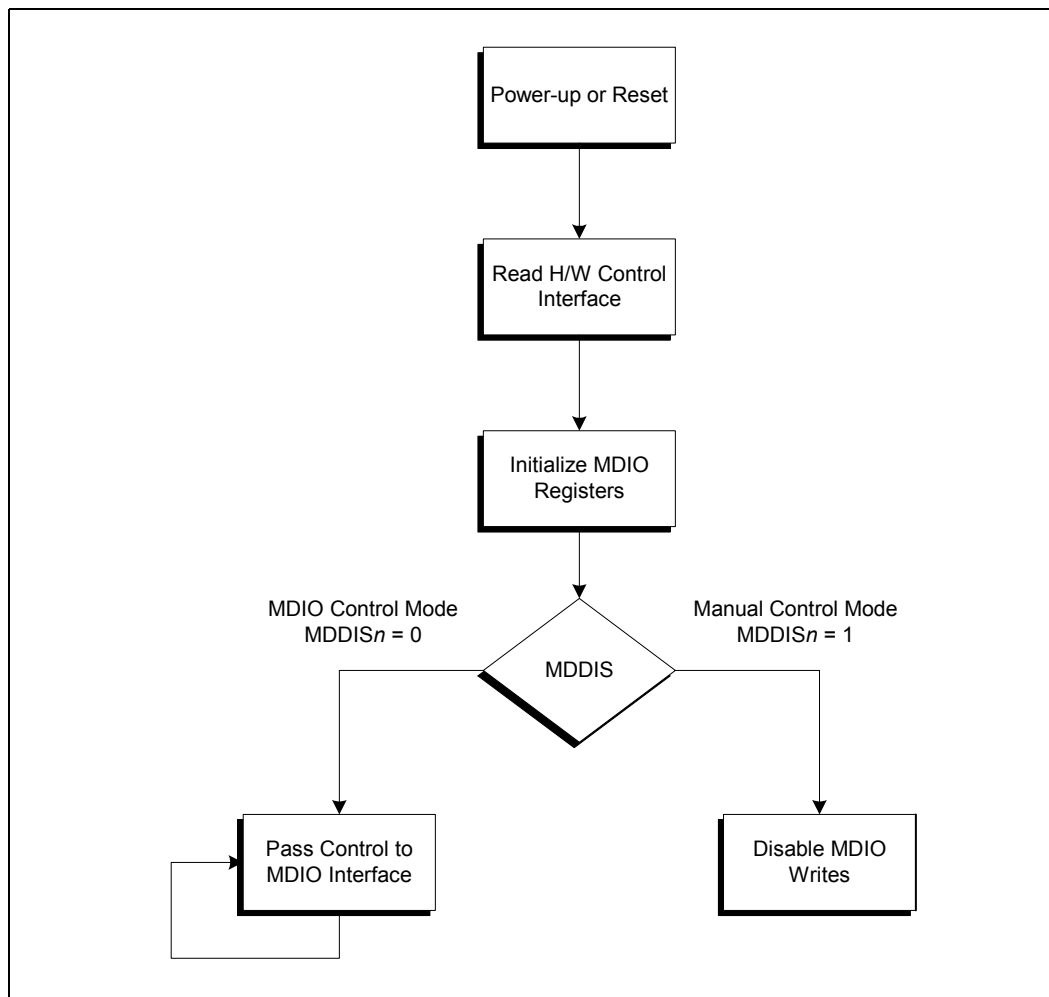 Power-up or Reset
Read H/W Control
Interface
Initialize MDIO
Registers
MDIO Control Mode
MDDISn = 0
Manual Control Mode
MDDISn = 1
MDDIS
Pass Control to
MDIO Interface
Disable MDIO
Writes